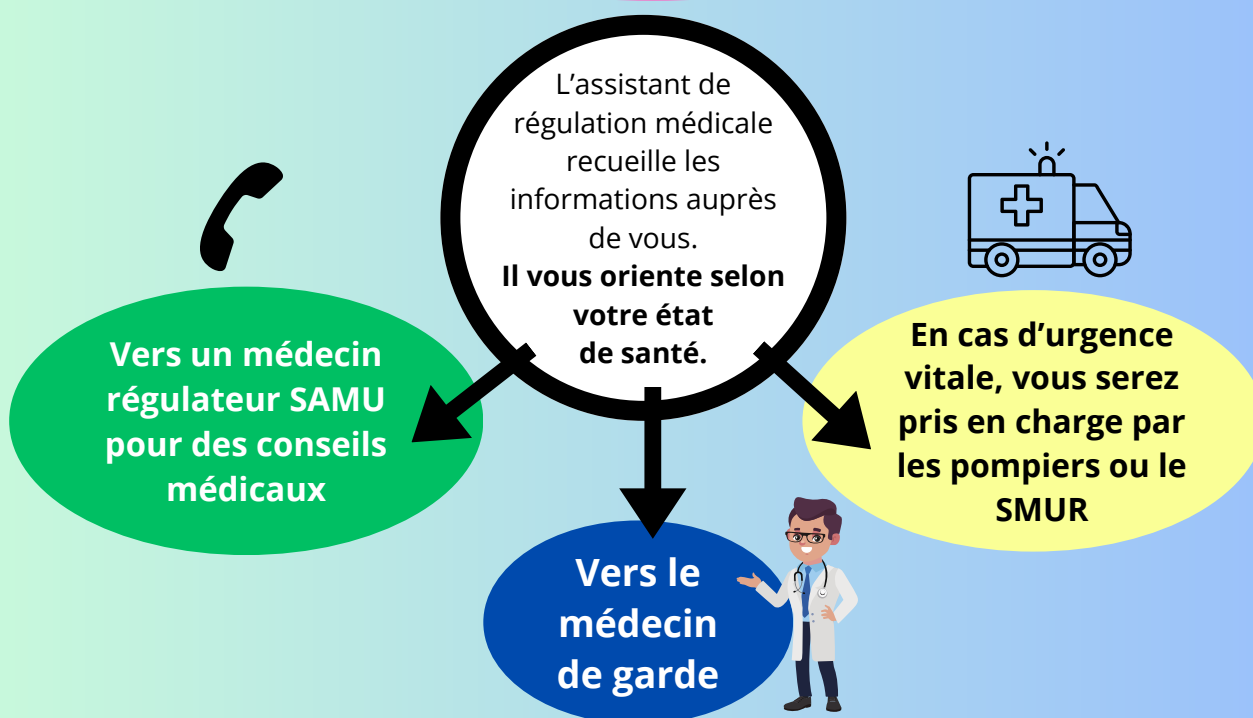 L’assistant de
régulation médicale
recueille les
informations auprès
de vous.
Il vous oriente selon
votre état
de santé.
Vers un médecin
régulateur SAMU
pour des conseils
médicaux
En cas d’urgence
vitale, vous serez
pris en charge par
les pompiers ou le
SMUR
Vers le
médecin
de garde